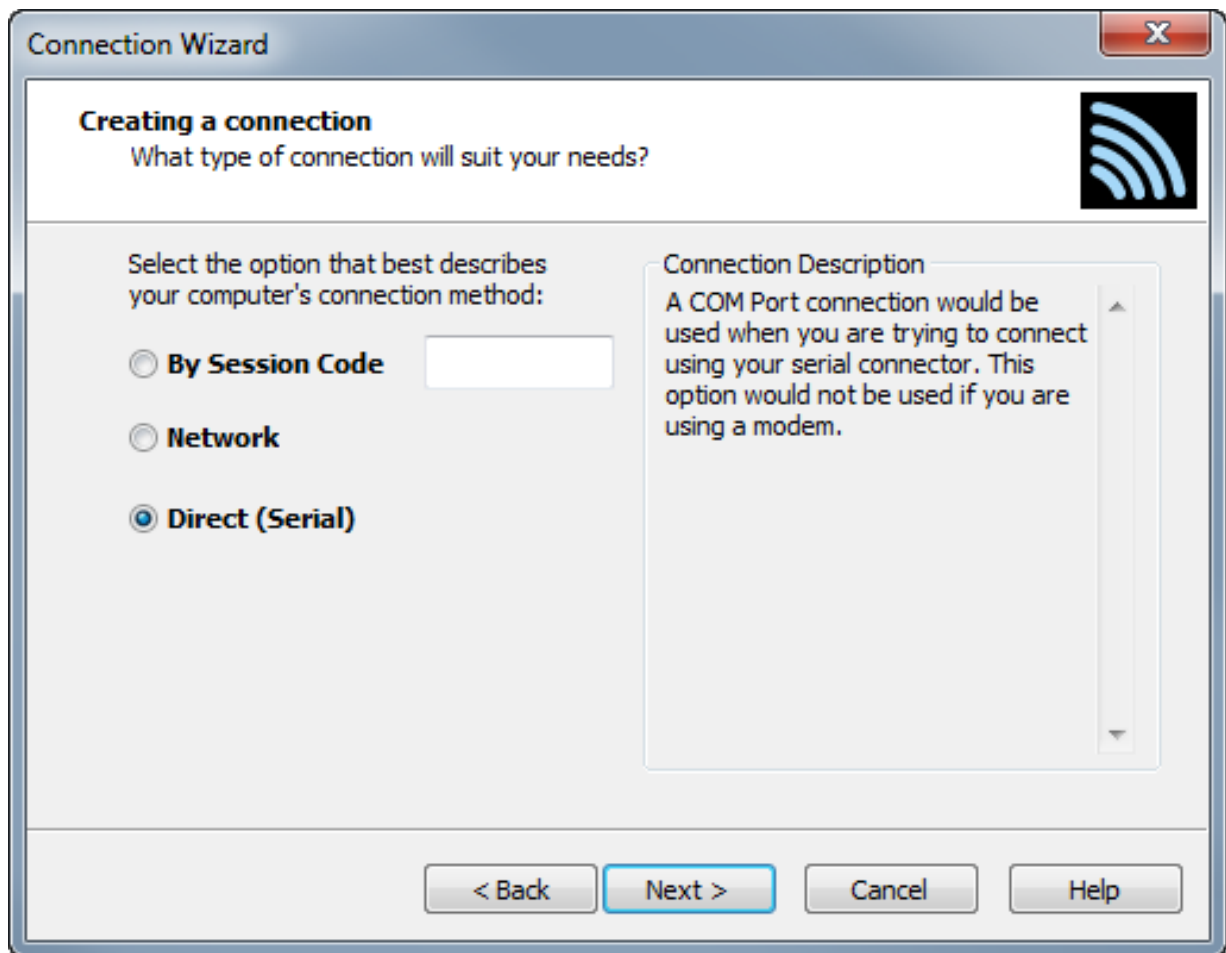 Connection Wizard
Creating a connection
What type of connection will suit your needs?
Select the option that best describes
your computer's connection method:
By Session Code
Network
Direct (Serial)
Connection Description
A COM Port connection would be
used when you are trying to connect
using your serial connector. This
option would not be used if you are
using a modem.
< Back
Next >
Cancel
Help